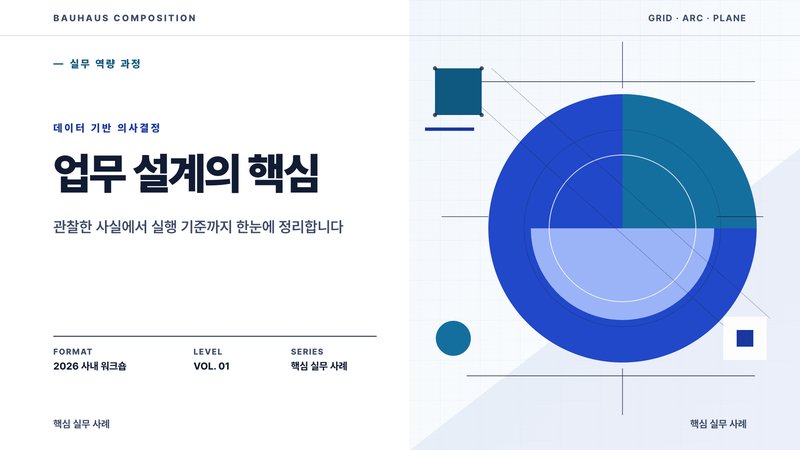 BAUHAUS COMPOSITION
GRID · ARC · PLANE
— 실무 역량 과정
데이터 기반 의사결정
업무 설계의 핵심
관찰한 사실에서 실행 기준까지 한눈에 정리합니다
FORMAT
2026 사내 워크숍
LEVEL
VOL. 01
SERIES
핵심 실무 사례
핵심 실무 사례
핵심 실무 사례